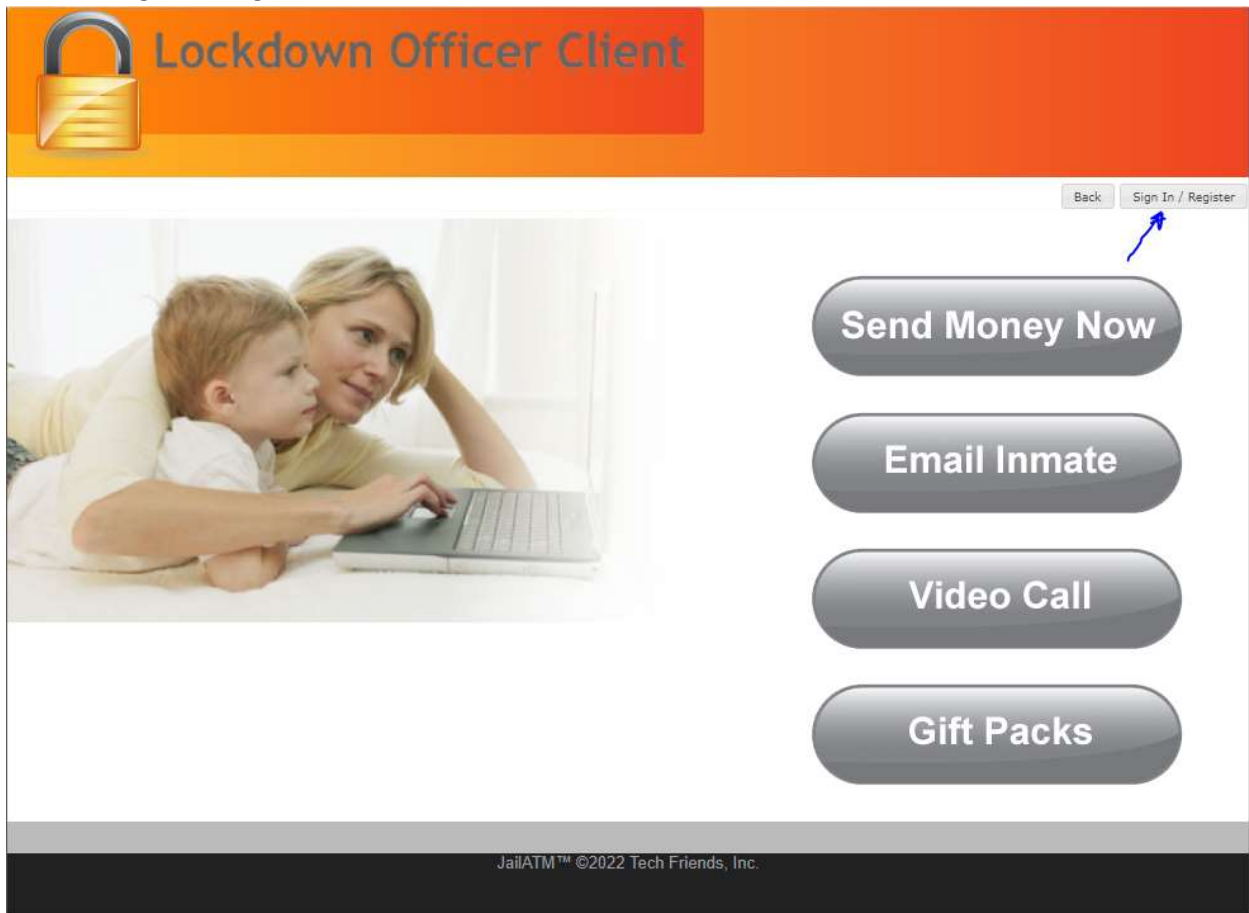 Lockdown Officer Client
Back
Sign In / Register
Send Money Now
Email Inmate
Video Call
Gift Packs
JailATM™ ©2022 Tech Friends, Inc.